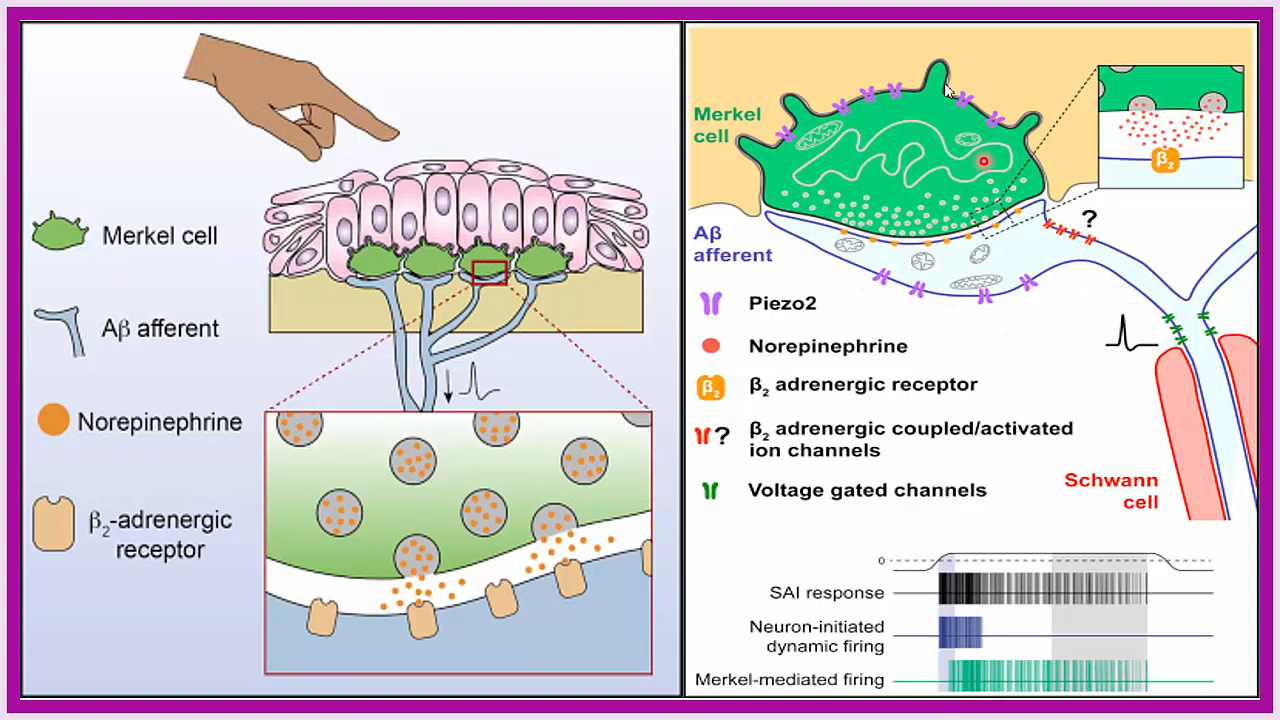 Merkel cell
Aβ afferent
Norepinephrine
β2-adrenergic
receptor
Merkel
cell
β2
?
Aβ
afferent
Piezo2
Norepinephrine
β2
β2 adrenergic receptor
?
β2 adrenergic coupled/activated
ion channels
Voltage gated channels
Schwann
cell
0
SAI response
Neuron-initiated
dynamic firing
Merkel-mediated firing